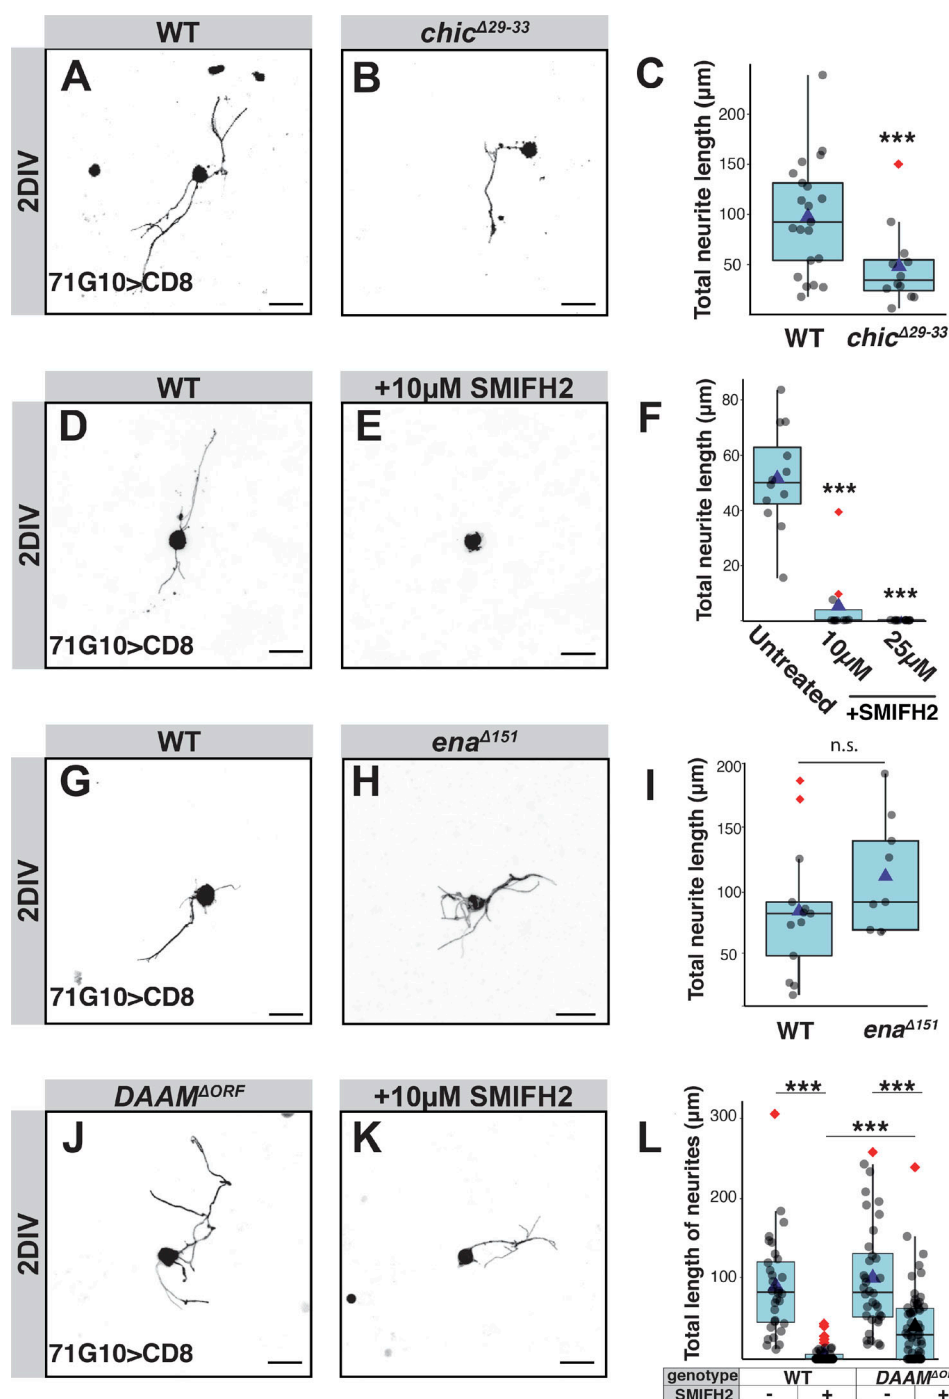 WT
chicΔ29-33
2DIV
A
71G10>CD8
B
C
Total neurite length (µm)
200
150
100
50
***
WT chicΔ29-33
WT
+10µM SMIFH2
2DIV
D
71G10>CD8
E
F
Total neurite length (µm)
80
60
40
20
***
***
Untreated
10µM
25µM
+SMIFH2
WT
enaΔ151
2DIV
G
71G10>CD8
H
I
Total neurite length (µm)
200
150
100
50
n.s.
WT enaΔ151
DAAMΔORF
+10µM SMIFH2
2DIV
J
71G10>CD8
K
L
Total length of neurites (µm)
300
200
100
*** ***
***
genotype WT DAAM
SMIFH2 - + - +